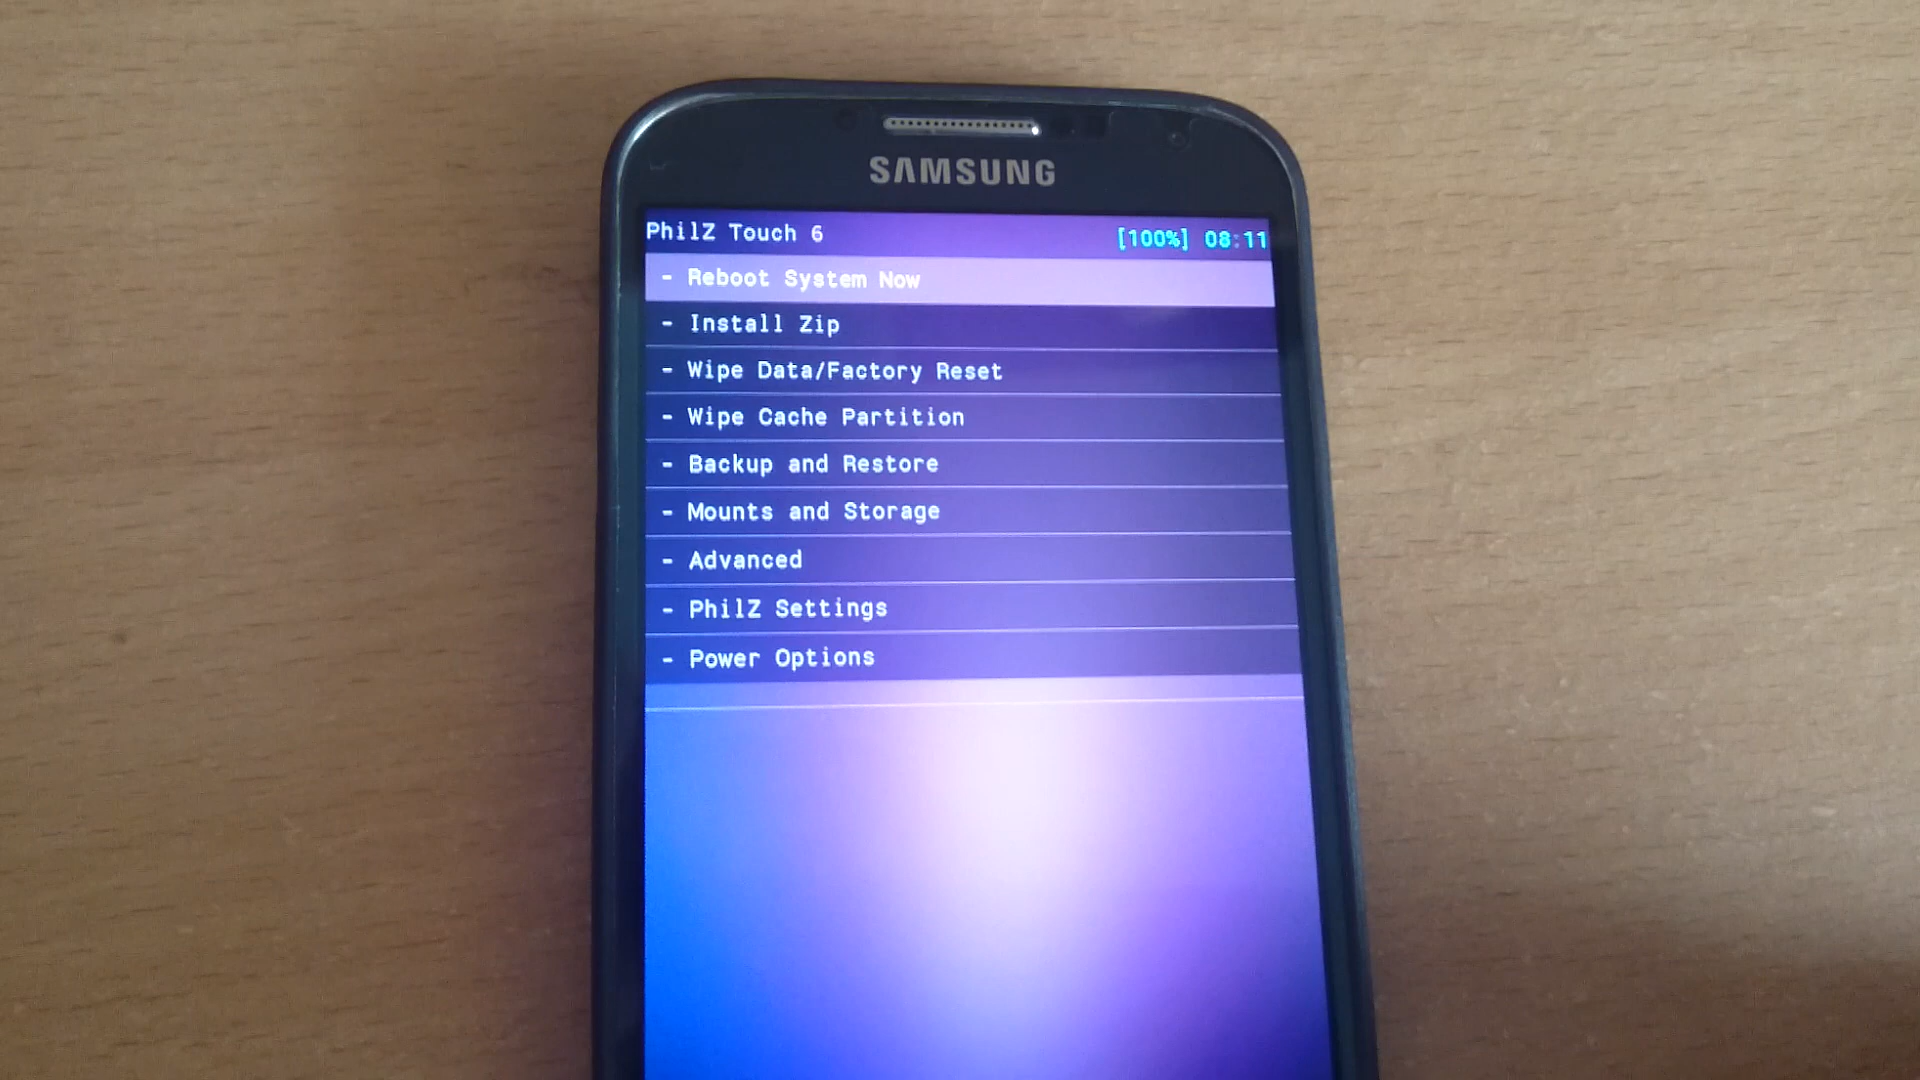 SAMSUNG
PhilZ Touch 6 [100%] 08:11
- Reboot System Now
- Install Zip
- Wipe Data/Factory Reset
- Wipe Cache Partition
- Backup and Restore
- Mounts and Storage
- Advanced
- PhilZ Settings
- Power Options